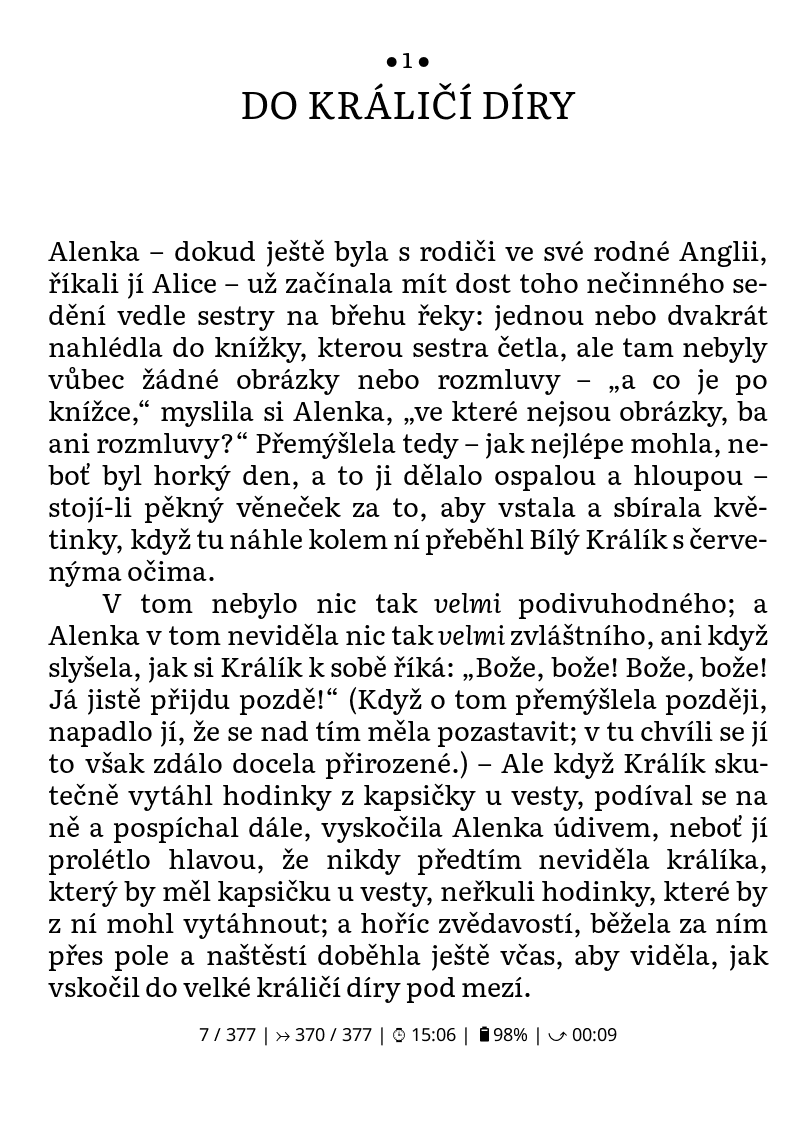 •1•
DO KRÁLIČÍ DÍRY
Alenka – dokud ještě byla s rodiči ve své rodné Anglii,
říkali jí Alice – už začínala mít dost toho nečinného se-
dění vedle sestry na břehu řeky: jednou nebo dvakrát
nahlédla do knížky, kterou sestra četla, ale tam nebyly
vůbec žádné obrázky nebo rozmluvy – „a co je po
knížce,“ myslila si Alenka, „ve které nejsou obrázky, ba
ani rozmluvy?“ Přemýšlela tedy – jak nejlépe mohla, ne-
boť byl horký den, a to ji dělalo ospalou a hloupou –
stojí-li pěkný věneček za to, aby vstala a sbírala kvě-
tinky, když tu náhle kolem ní přeběhl Bílý Králík s červe-
nýma očima.
V tom nebylo nic tak velmi podivuhodného; a
Alenka v tom neviděla nic tak velmi zvláštního, ani když
slyšela, jak si Králík k sobě říká: „Bože, bože! Bože, bože!
Já jistě přijdu pozdě!“ (Když o tom přemýšlela později,
napadlo jí, že se nad tím měla pozastavit; v tu chvíli se jí
to však zdálo docela přirozené.) – Ale když Králík sku-
tečně vytáhl hodinky z kapsičky u vesty, podíval se na
ně a pospíchal dále, vyskočila Alenka údivem, neboť jí
prolétlo hlavou, že nikdy předtím neviděla králíka,
který by měl kapsičku u vesty, neřkuli hodinky, které by
z ní mohl vytáhnout; a hoříc zvědavostí, běžela za ním
přes pole a naštěstí doběhla ještě včas, aby viděla, jak
vskočil do velké králičí díry pod mezí.
7 / 377 | 370 / 377 | 15:06 | 98% | 00:09